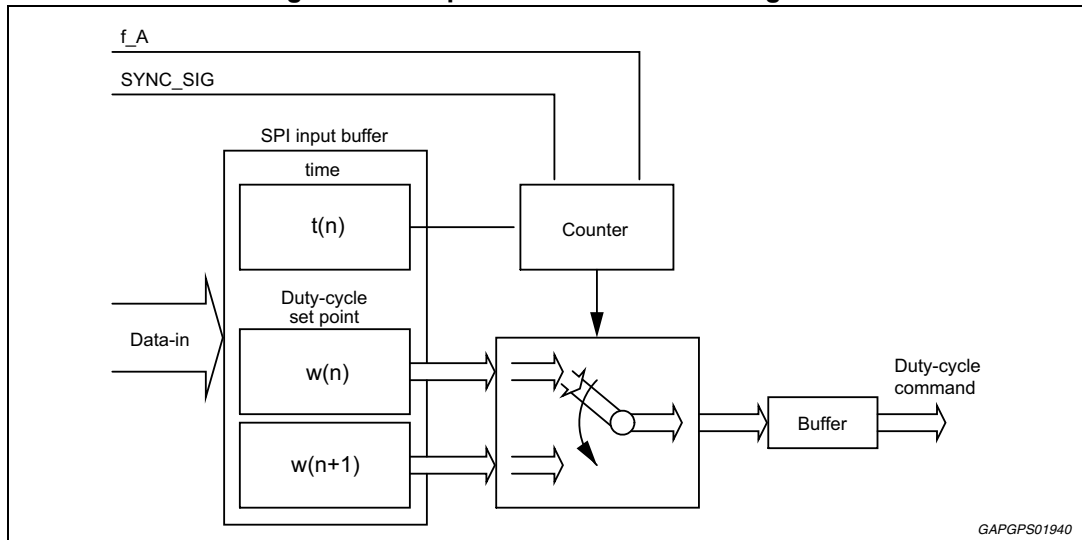 f_A
SYNC_SIG
SPI input buffer
time
t(n)
Counter
Data-in
Duty-cycle
set point
w(n)
w(n+1)
Duty-cycle
command
Buffer
GAPGPS01940